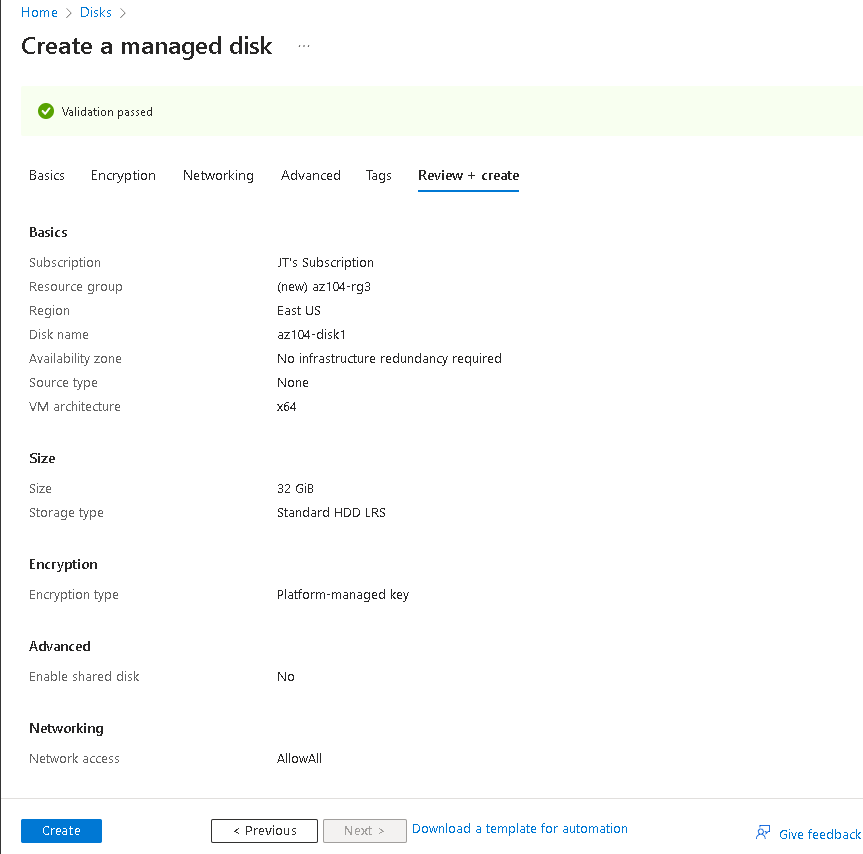 Home > Disks >
Create a managed disk ...
Validation passed
Basics Encryption Networking Advanced Tags Review + create
Basics
Subscription JT's Subscription
Resource group (new) az104-rg3
Region East US
Disk name az104-disk1
Availability zone No infrastructure redundancy required
Source type None
VM architecture x64
Size
Size 32 GiB
Storage type Standard HDD LRS
Encryption
Encryption type Platform-managed key
Advanced
Enable shared disk No
Networking
Network access AllowAll
Create < Previous Next > Download a template for automation Give feedback